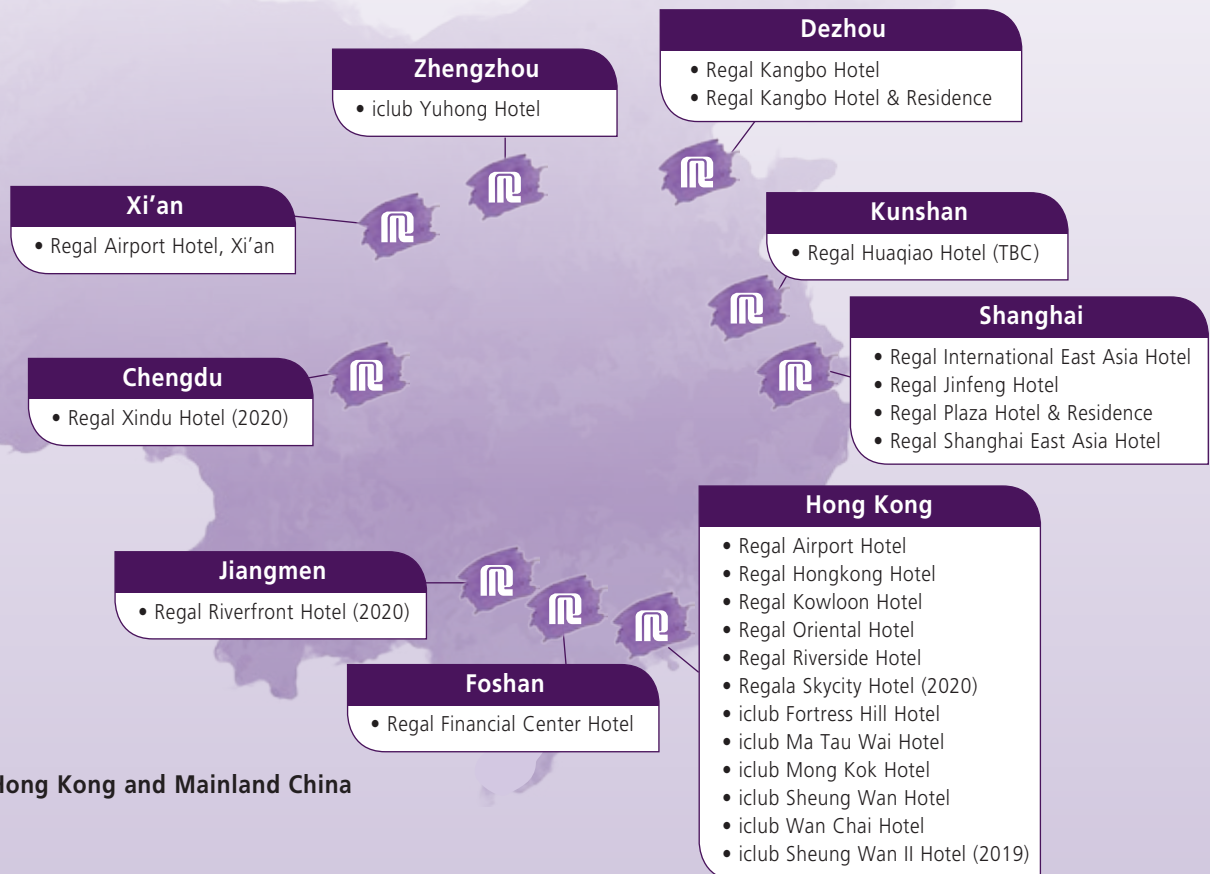 Dezhou
• Regal Kangbo Hotel
• Regal Kangbo Hotel & Residence
Zhengzhou
• iclub Yuhong Hotel
Xi’an
• Regal Airport Hotel, Xi’an
Kunshan
• Regal Huaqiao Hotel (TBC)
Shanghai
• Regal International East Asia Hotel
• Regal Jinfeng Hotel
• Regal Plaza Hotel & Residence
• Regal Shanghai East Asia Hotel
Chengdu
• Regal Xindu Hotel (2020)
Hong Kong
• Regal Airport Hotel
• Regal Hongkong Hotel
• Regal Kowloon Hotel
• Regal Oriental Hotel
• Regal Riverside Hotel
• Regala Skycity Hotel (2020)
• iclub Fortress Hill Hotel
• iclub Ma Tau Wai Hotel
• iclub Mong Kok Hotel
• iclub Sheung Wan Hotel
• iclub Wan Chai Hotel
• iclub Sheung Wan II Hotel (2019)
Jiangmen
• Regal Riverfront Hotel (2020)
Foshan
• Regal Financial Center Hotel
Hong Kong and Mainland China